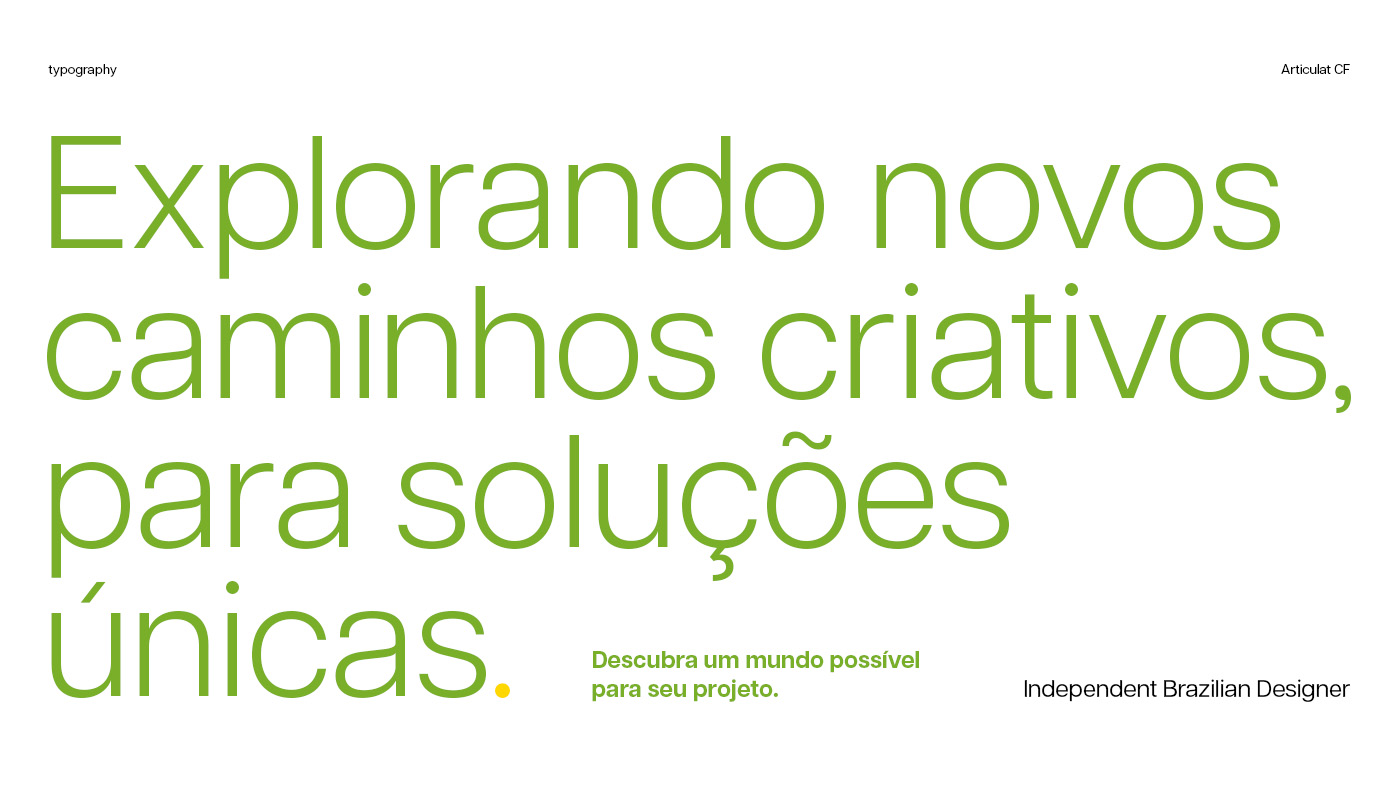 typography
Articulat CF
Explorando novos
caminhos criativos,
para soluções
únicas.
Descubra um mundo possível
para seu projeto.
Independent Brazilian Designer